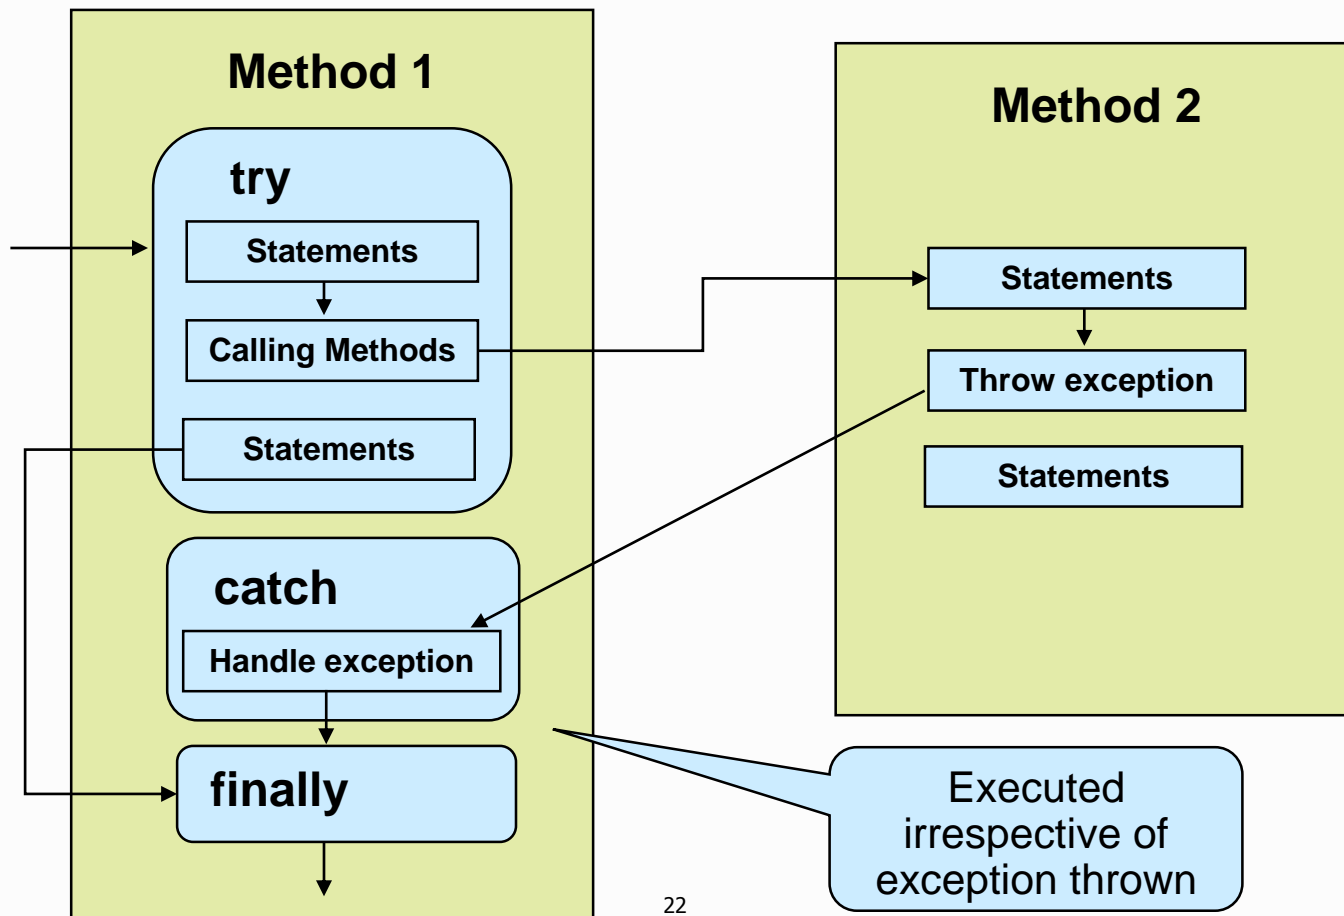 Method 1
try
Statements
Calling Methods
Statements
catch
Handle exception
finally
Method 2
Statements
Throw exception
Statements
Executed
irrespective of
exception thrown
22